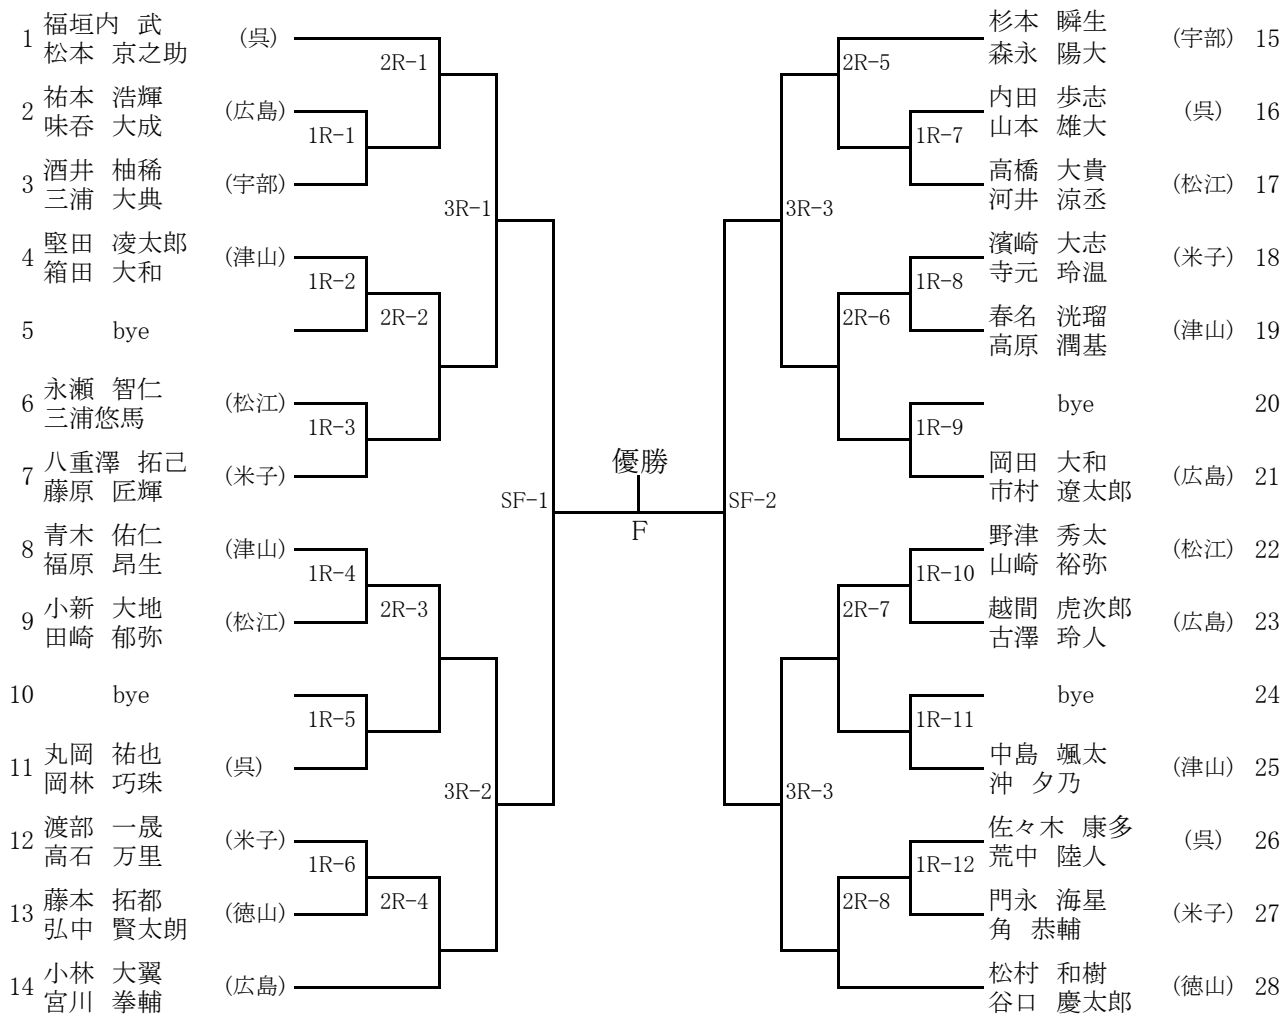 1 福垣内 武
松本 京之助 (呉)
2R-1
2 祐本 浩輝
味呑 大成 (広島)
1R-1
3 酒井 柚稀
三浦 大典 (宇部)
3R-1
4 堅田 凌太郎
箱田 大和 (津山)
1R-2
5 bye
2R-2
6 永瀬 智仁
三浦悠馬 (松江)
1R-3
7 八重澤 拓己
藤原 匠輝 (米子)
SF-1
8 青木 佑仁
福原 昂生 (津山)
1R-4
9 小新 大地
田崎 郁弥 (松江)
2R-3
10 bye
1R-5
11 丸岡 祐也
岡林 巧珠 (呉)
3R-2
12 渡部 一晟
高石 万里 (米子)
1R-6
13 藤本 拓都
弘中 賢太朗 (徳山)
2R-4
14 小林 大翼
宮川 拳輔 (広島)
優勝
F
杉本 瞬生
森永 陽大 (宇部) 15
2R-5
内田 歩志
山本 雄大 (呉) 16
1R-7
高橋 大貴
河井 涼丞 (松江) 17
3R-3
濱崎 大志
寺元 玲温 (米子) 18
1R-8
春名 洸瑠
高原 潤基 (津山) 19
2R-6
bye 20
1R-9
岡田 大和
市村 遼太郎 (広島) 21
SF-2
野津 秀太
山崎 裕弥 (松江) 22
1R-10
越間 虎次郎
古澤 玲人 (広島) 23
2R-7
bye 24
1R-11
中島 颯太
沖 夕乃 (津山) 25
3R-3
佐々木 康多
荒中 陸人 (呉) 26
1R-12
門永 海星
角 恭輔 (米子) 27
2R-8
松村 和樹
谷口 慶太郎 (徳山) 28